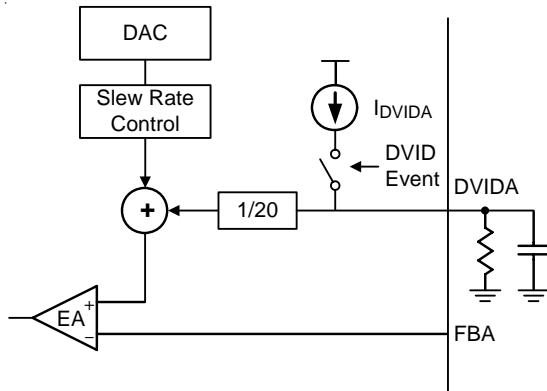 DAC
Slew Rate
Control
IDVIDA
DVID
Event
DVIDA
+
1/20
EA
+
−
FBA